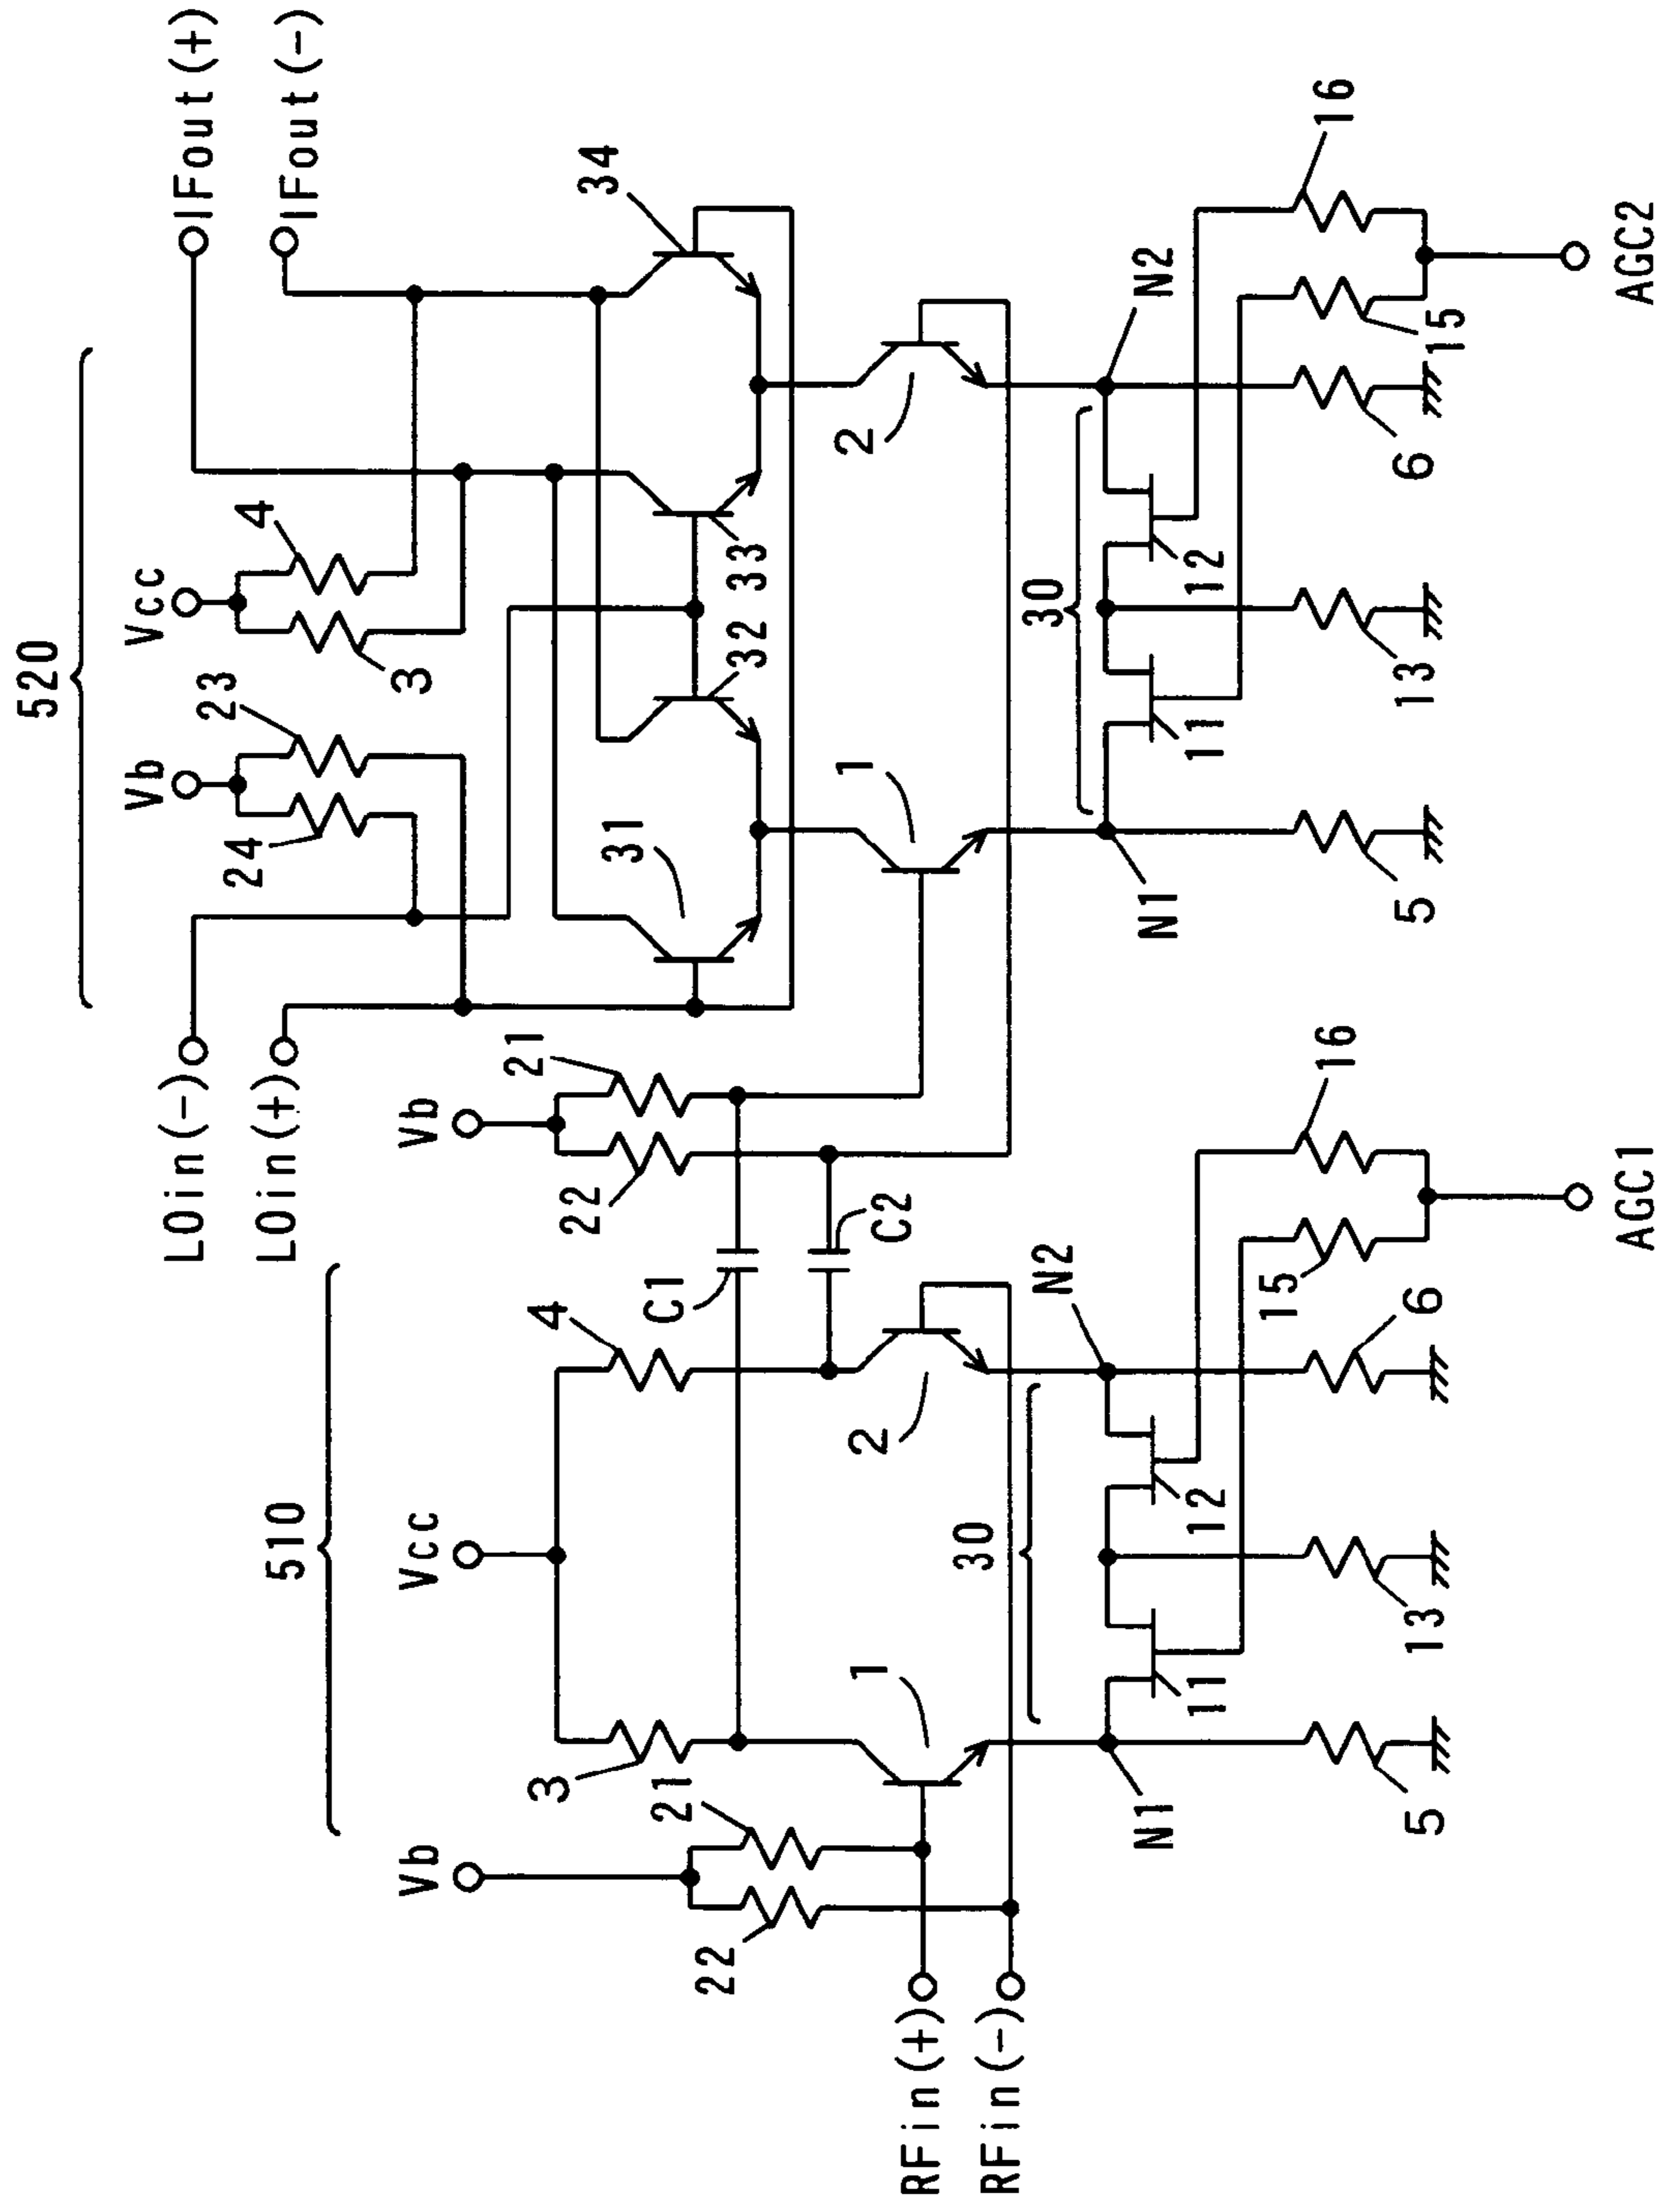 520
Vb
Vcc
IFout(+)
IFout(-)
LOin(-)
LOin(+)
24
23
3
4
31
32
33
34
510
Vb
Vcc
Vb
22
21
3
4
C1
C2
22
21
1
2
1
2
RFin(+)
RFin(-)
30
N1
N2
30
N1
N2
11
12
11
12
5
13
6
15
16
5
13
6
15
16
AGC1
AGC2